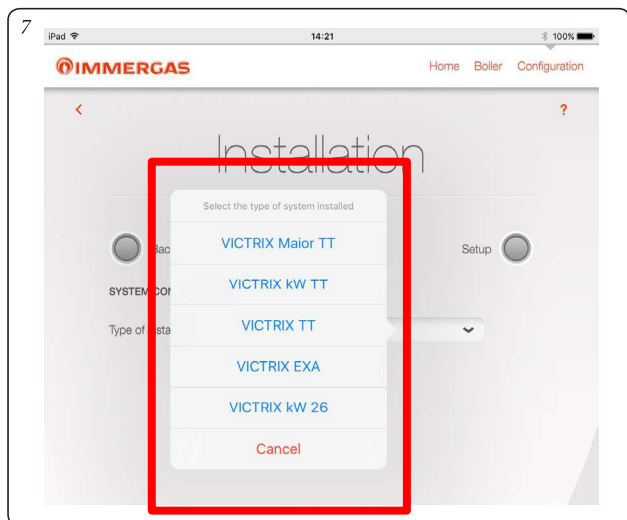 7
iPad 14:21 100%
IMMERGAS Home Boiler Configuration
< ?
Installation
Select the type of system installed
VICTRIX Maior TT
Setup
VICTRIX kW TT
SYSTEM
Type of
VICTRIX TT
VICTRIX EXA
VICTRIX kW 26
Cancel